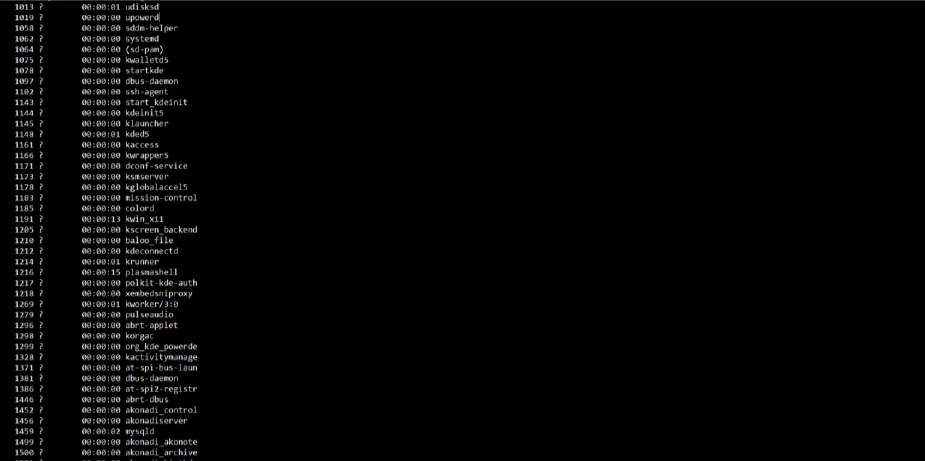 1013 ? 00:00:01 udisksd
1019 ? 00:00:00 upowerd
1058 ? 00:00:00 sddm-helper
1062 ? 00:00:00 systemd
1064 ? 00:00:00 (sd-pam)
1075 ? 00:00:00 kwalletd5
1078 ? 00:00:00 startkde
1097 ? 00:00:00 dbus-daemon
1102 ? 00:00:00 ssh-agent
1143 ? 00:00:00 start_kdeinit
1144 ? 00:00:00 kdeinit5
1145 ? 00:00:00 klauncher
1148 ? 00:00:01 kded5
1161 ? 00:00:00 kaccess
1166 ? 00:00:00 kwrapper5
1171 ? 00:00:00 dconf-service
1173 ? 00:00:00 ksmserver
1178 ? 00:00:00 kglobalaccel5
1183 ? 00:00:00 mission-control
1185 ? 00:00:00 colord
1191 ? 00:00:13 kwin_x11
1205 ? 00:00:00 kscreen_backend
1210 ? 00:00:00 baloo_file
1212 ? 00:00:00 kdeconnectd
1214 ? 00:00:01 krunner
1216 ? 00:00:15 plasmashell
1217 ? 00:00:00 polkit-kde-auth
1218 ? 00:00:00 xembedsniproxy
1269 ? 00:00:01 kworker/3:0
1279 ? 00:00:00 pulseaudio
1296 ? 00:00:00 abrt-applet
1298 ? 00:00:00 korgac
1299 ? 00:00:00 org_kde_powerde
1328 ? 00:00:00 kactivitymanage
1371 ? 00:00:00 at-spi-bus-laun
1381 ? 00:00:00 dbus-daemon
1386 ? 00:00:00 at-spi2-registr
1446 ? 00:00:00 abrt-dbus
1452 ? 00:00:00 akonadi_control
1456 ? 00:00:00 akonadiserver
1459 ? 00:00:02 mysqld
1499 ? 00:00:00 akonadi_akonote
1500 ? 00:00:00 akonadi_archive